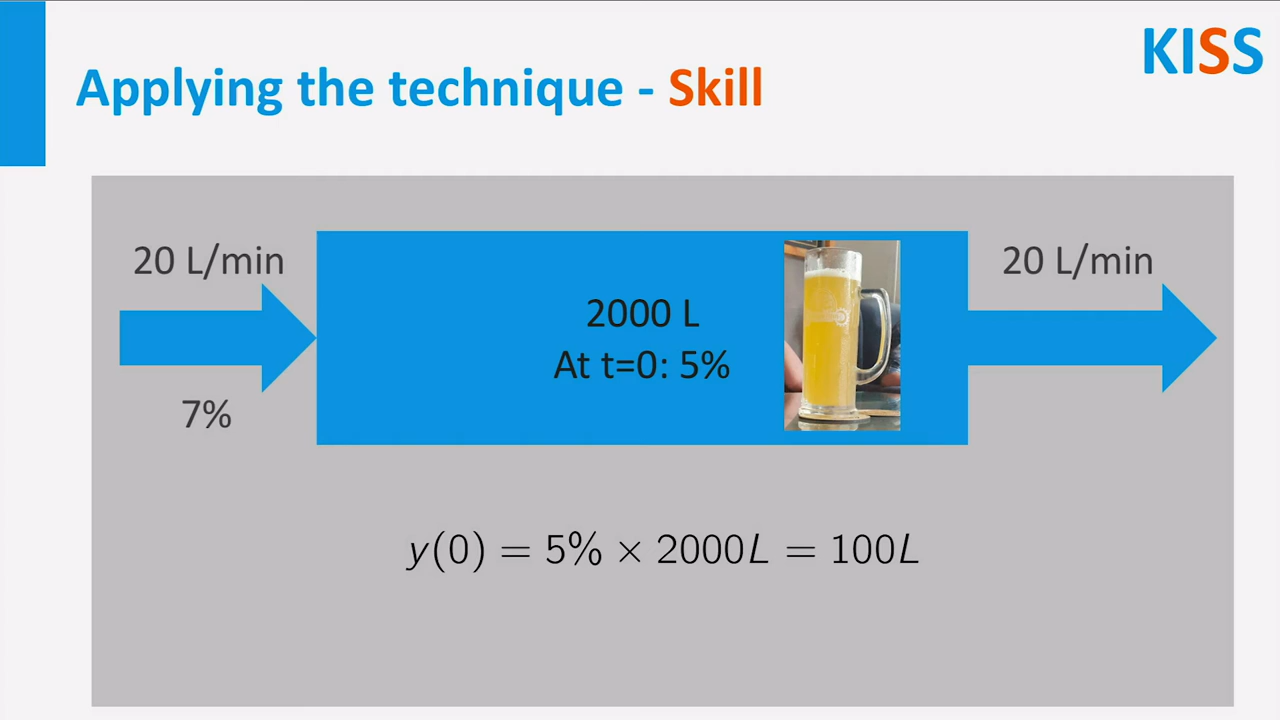 KISS
Applying the technique - Skill
20 L/min
7%
2000 L
At t=0: 5%
20 L/min
y(0) = 5% × 2000L = 100L